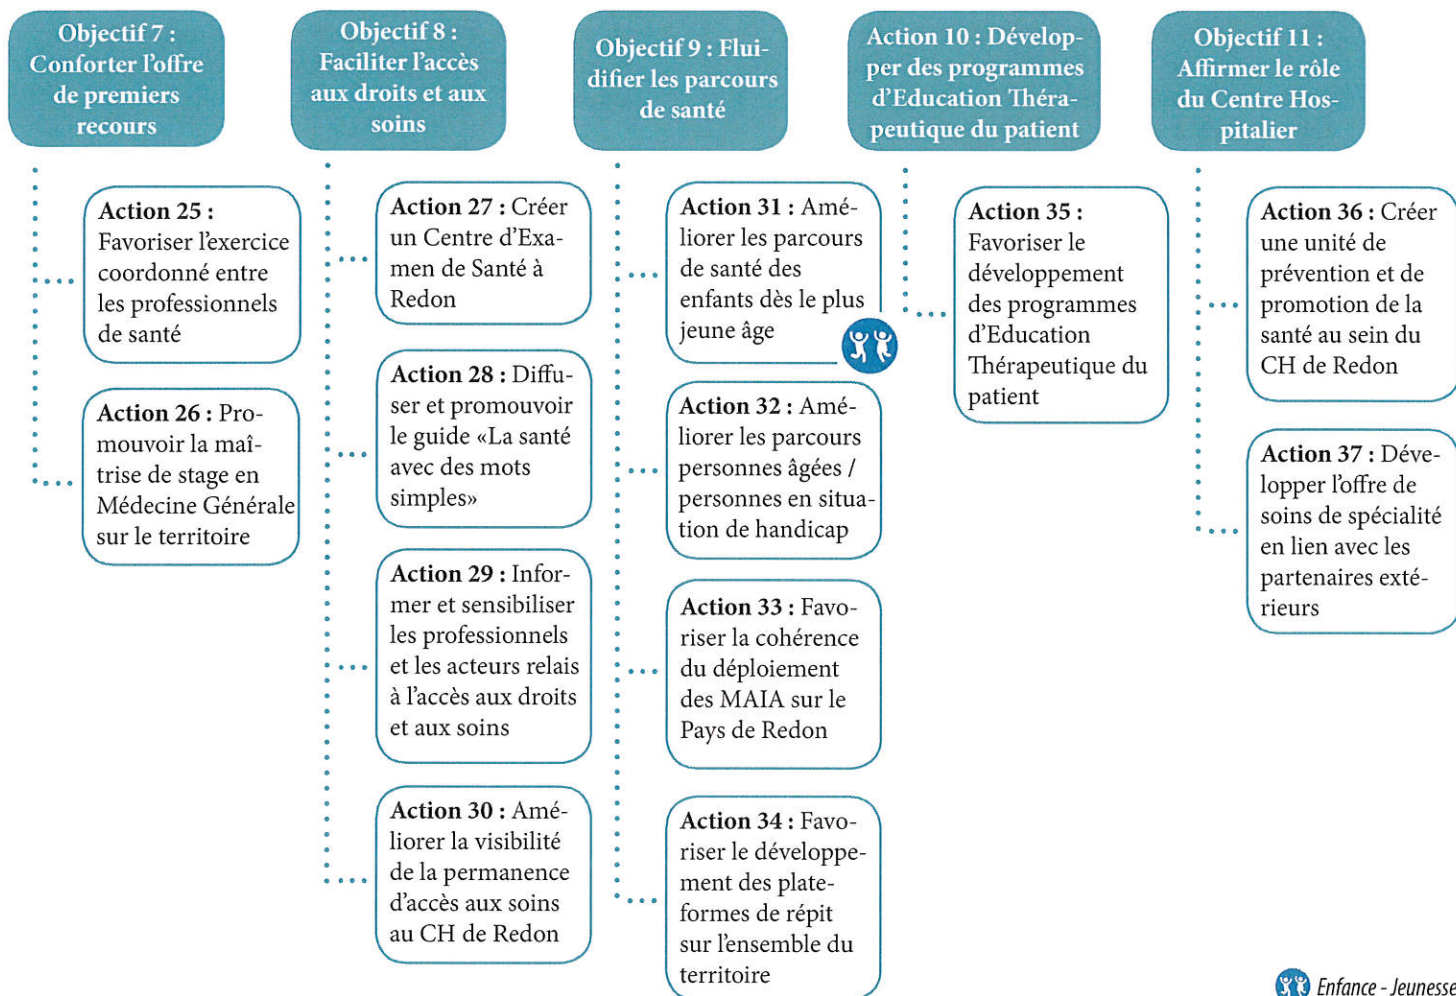 Objectif 7 :
Conforter l'offre
de premiers
recours
Action 25 :
Favoriser l'exercice
coordonné entre
les professionnels
de santé
Action 26 : Pro-
mouvoir la maî-
trise de stage en
Médecine Générale
sur le territoire
Objectif 8 :
Faciliter l'accès
aux droits et aux
soins
Action 27 : Créer
un Centre d'Exa-
men de Santé à
Redon
Action 28 : Diffu-
ser et promouvoir
le guide «La santé
avec des mots
simples»
Action 29 : Infor-
mer et sensibiliser
les professionnels
et les acteurs relais
à l'accès aux droits
et aux soins
Action 30 : Amé-
liorer la visibilité
de la permanence
d'accès aux soins
au CH de Redon
Objectif 9 : Flui-
difier les parcours
de santé
Action 31 : Amé-
liorer les parcours
de santé des
enfants dès le plus
jeune âge
Action 32 : Amé-
liorer les parcours
personnes âgées /
personnes en situa-
tion de handicap
Action 33 : Favo-
riser la cohérence
du déploiement
des MAIA sur le
Pays de Redon
Action 34 : Favo-
riser le développe-
ment des plate-
formes de répit
sur l'ensemble du
territoire
Action 10 : Dévelop-
per des programmes
d'Education Théra-
peutique du patient
Action 35 :
Favoriser le
développement
des programmes
d'Education
Thérapeutique du
patient
Objectif 11 :
Affirmer le rôle
du Centre Hos-
pitalier
Action 36 : Créer
une unité de
prévention et de
promotion de la
santé au sein du
CH de Redon
Action 37 : Déve-
lopper l'offre de
soins de spécialité
en lien avec les
partenaires exté-
rieurs
Enfance - Jeunesse